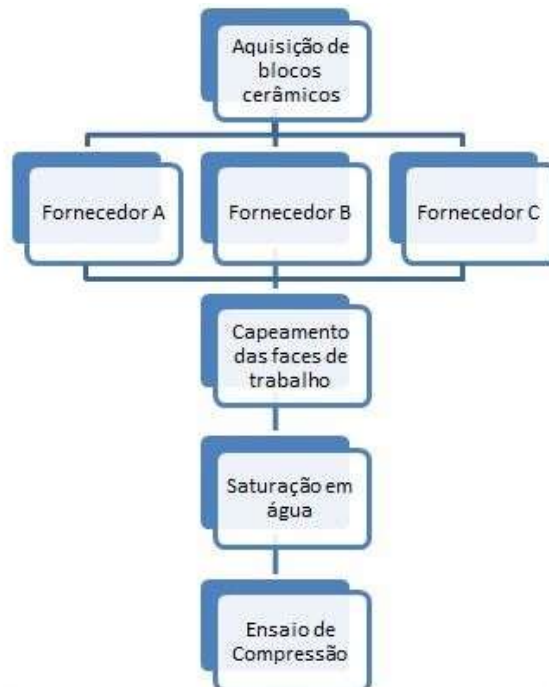 Aquisição de
blocos
cerâmicos
Fornecedor A
Fornecedor B
Fornecedor C
Capeamento
das faces de
trabalho
Saturação em
água
Ensaio de
Compressão